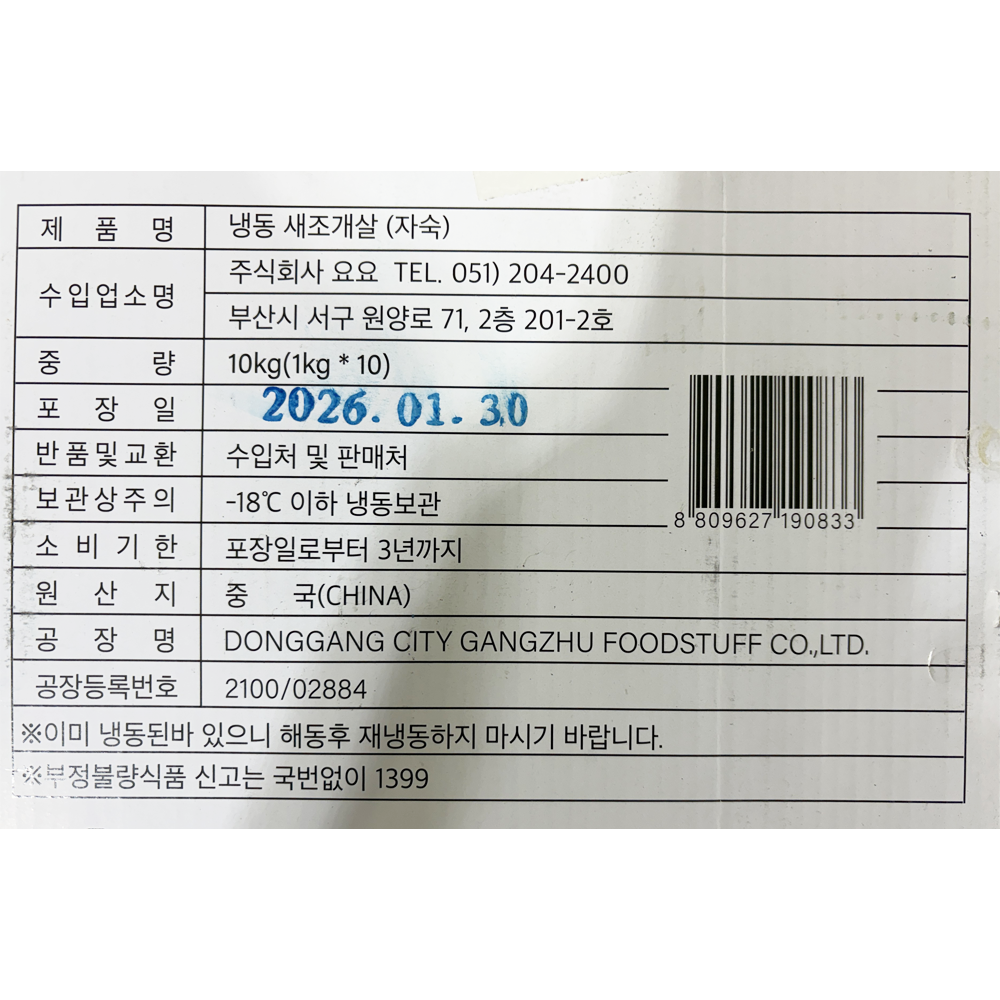 제 품 명 냉동 새조개살 (자숙)
수입업소명 주식회사 요요 TEL. 051) 204-2400
부산시 서구 원양로 71, 2층 201-2호
중 량 10kg(1kg * 10)
포 장 일 2026. 01. 30
반품및교환 수입처 및 판매처
보관상주의 -18℃ 이하 냉동보관
소 비 기 한 포장일로부터 3년까지
원 산 지 중 국(CHINA)
공 장 명 DONGGANG CITY GANGZHU FOODSTUFF CO.,LTD.
공장등록번호 2100/02884
※이미 냉동된바 있으니 해동후 재냉동하지 마시기 바랍니다.
※부정불량식품 신고는 국번없이 1399
8 809627 190833